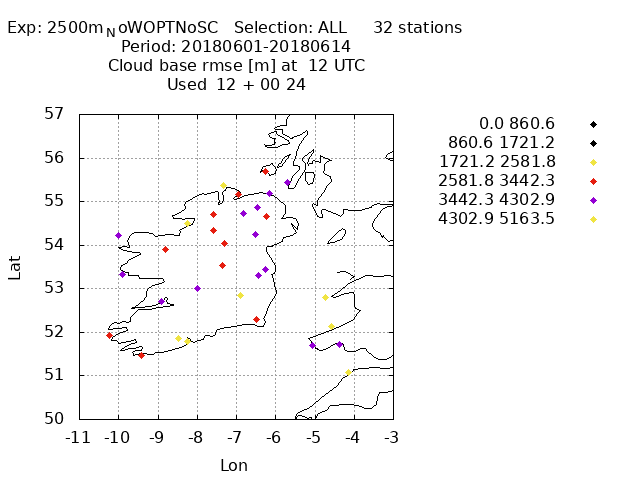 Exp: 2500mNoWOPTNoSC Selection: ALL 32 stations
Period: 20180601-20180614
Cloud base rmse [m] at 12 UTC
Used 12 + 00 24
0.0 860.6
860.6 1721.2
1721.2 2581.8
2581.8 3442.3
3442.3 4302.9
4302.9 5163.5
57
56
55
54
53
52
51
50
Lat
-11 -10 -9 -8 -7 -6 -5 -4 -3
Lon